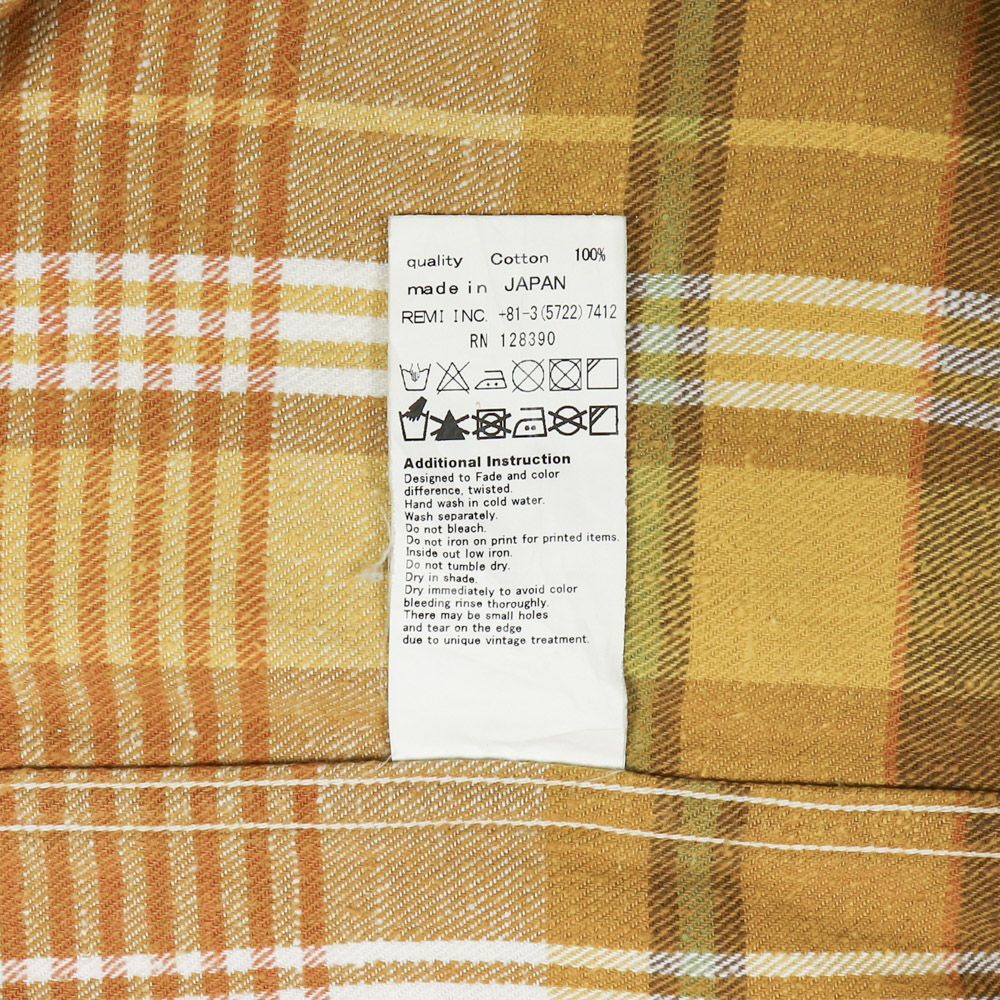 quality Cotton 100%
made in JAPAN
REMI INC. +81-3(5722)7412
RN 128390
Additional Instruction
Designed to Fade and color
difference, twisted.
Hand wash in cold water.
Wash separately.
Do not bleach.
Do not iron on print for printed items.
Inside out low iron.
Do not tumble dry.
Dry in shade.
Dry immediately to avoid color
bleeding rinse thoroughly.
There may be small holes
and tear on the edge
due to unique vintage treatment.